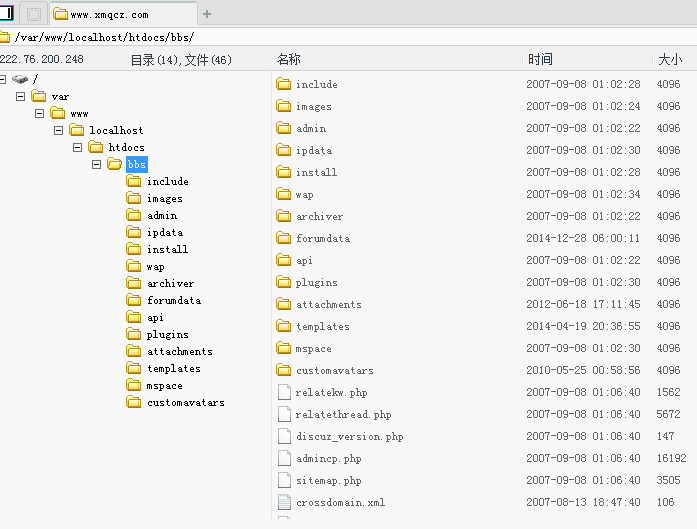 www.xmqcz.com
/var/www/localhost/htdocs/bbs/
222.76.200.248 目录(14),文件(46) 名称 时间 大小
/
var
www
localhost
htdocs
bbs
include
images
admin
ipdata
install
wap
archiver
forumdata
api
plugins
attachments
templates
mspace
customavatars
include 2007-09-08 01:02:28 4096
images 2007-09-08 01:02:24 4096
admin 2007-09-08 01:02:22 4096
ipdata 2007-09-08 01:02:30 4096
install 2007-09-08 01:02:28 4096
wap 2007-09-08 01:02:34 4096
archiver 2007-09-08 01:02:22 4096
forumdata 2014-12-28 06:00:11 4096
api 2007-09-08 01:02:22 4096
plugins 2007-09-08 01:02:30 4096
attachments 2012-06-18 17:11:45 4096
templates 2014-04-19 20:36:55 4096
mspace 2007-09-08 01:02:30 4096
customavatars 2010-05-25 00:58:56 4096
relatekw.php 2007-09-08 01:06:40 1562
relatethread.php 2007-09-08 01:06:40 5672
discuz_version.php 2007-09-08 01:06:40 147
admincp.php 2007-09-08 01:06:40 16192
sitemap.php 2007-09-08 01:06:40 3505
crossdomain.xml 2007-08-13 18:47:40 106